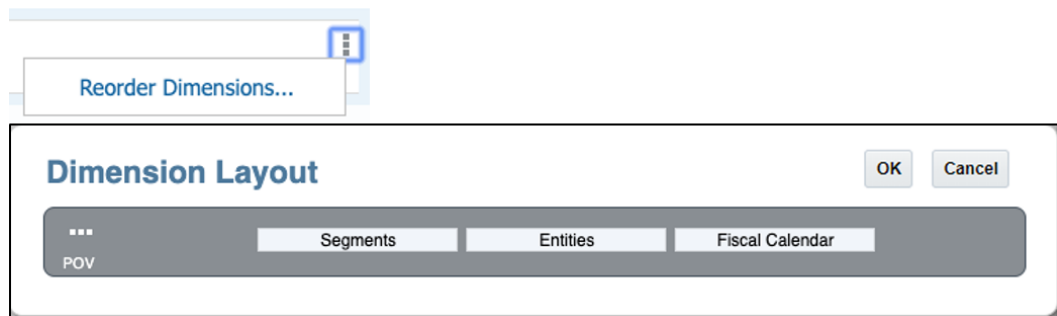 Reorder Dimensions...
Dimension Layout
OK Cancel
Segments Entities Fiscal Calendar
POV